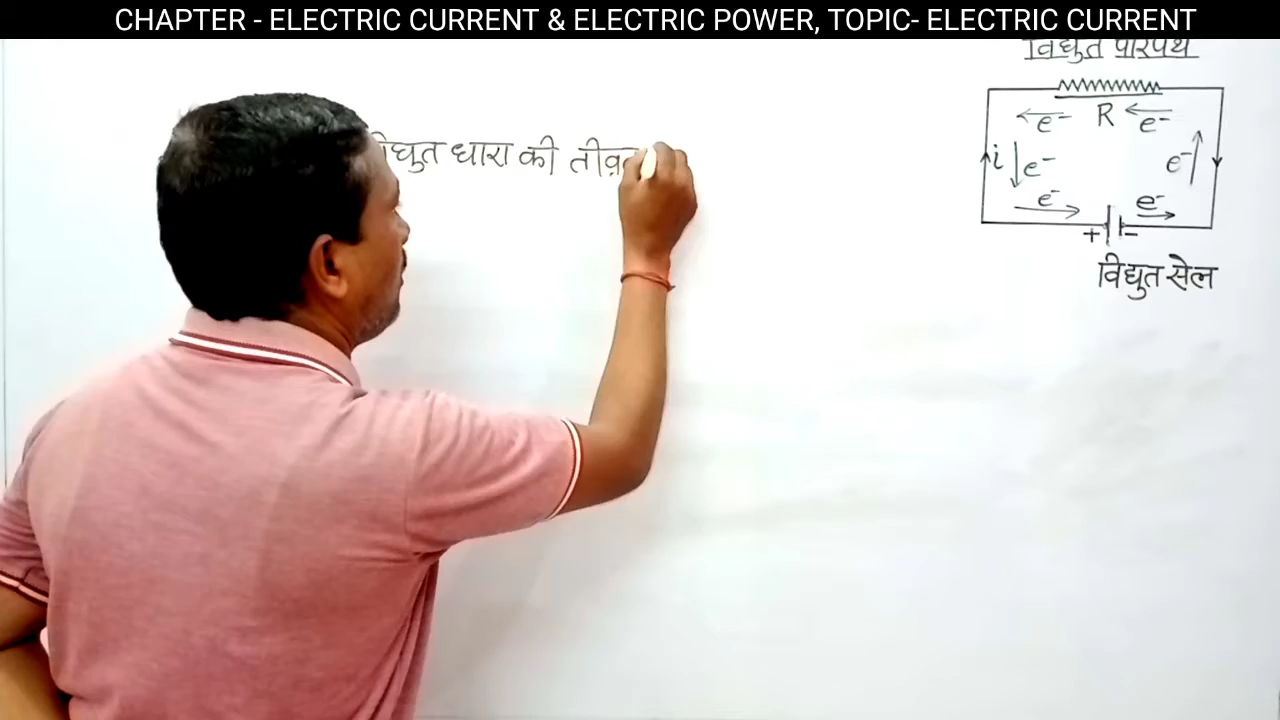 CHAPTER - ELECTRIC CURRENT & ELECTRIC POWER, TOPIC- ELECTRIC CURRENT
विद्युत परिपथ
विद्युत धारा की
R
e- e-
i e- e-
e- e-
+ -
विद्युत सेल